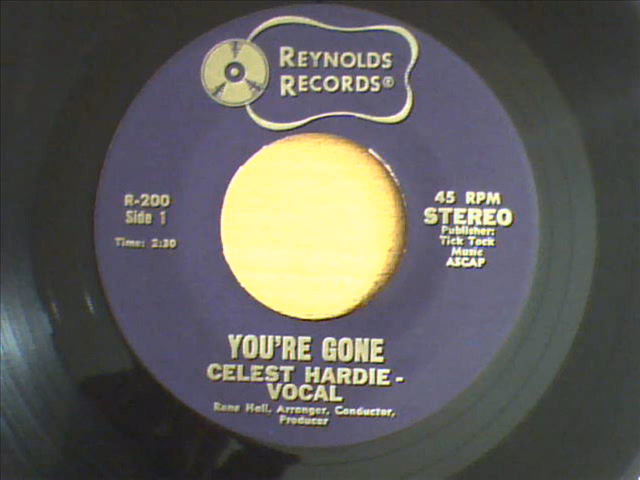 REYNOLDS
RECORDS®
R-200
Side 1
Time: 2:30
45 RPM
STEREO
Publisher:
Tick Tock
Music
ASCAP
YOU'RE GONE
CELEST HARDIE -
VOCAL
Rene Hall, Arranger, Conductor,
Producer